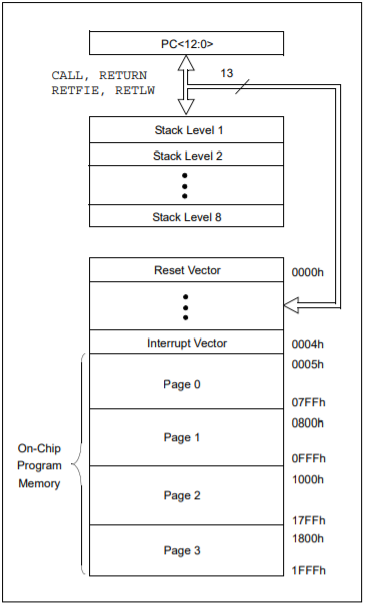 PC<12:0>
CALL, RETURN
RETFIE, RETLW
13
Stack Level 1
Stack Level 2
Stack Level 8
Reset Vector
0000h
Interrupt Vector
0004h
0005h
Page 0
07FFh
0800h
Page 1
0FFFh
On-Chip
Program
Memory
1000h
Page 2
17FFh
1800h
Page 3
1FFFh